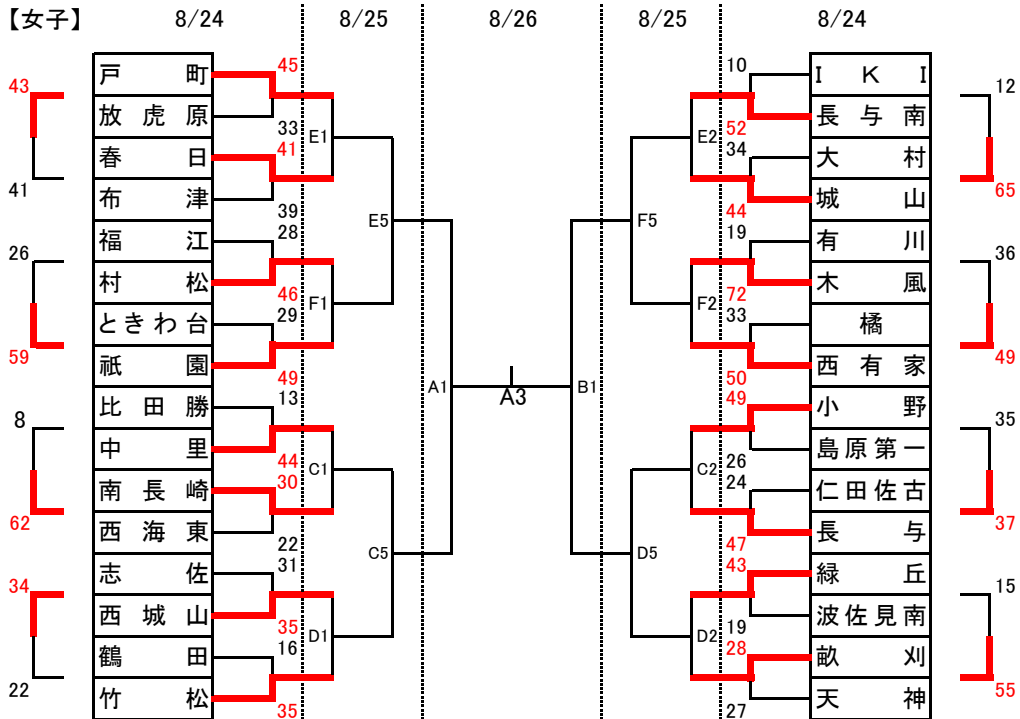 【女子】 8/24 8/25 8/26 8/25 8/24
戸町 45 10 IKI
43 12
放虎原 33 E1 E2 52 長与南
春日 41 34 大村
41 65
布津 39 44 城山
E5 F5
福江 28 19 有川
26 36
村松 46 F1 F2 72 木風
ときわ台 29 33 橘
59 49
祇園 49 50 西有家
A1 A3 B1
比田勝 13 49 小野
8 35
中里 44 C1 C2 26 島原第一
南長崎 30 24 仁田佐古
62 37
西海東 22 47 長与
C5 D5
志佐 31 43 緑丘
34 15
西城山 35 D1 D2 19 波佐見南
鶴田 16 28 畝刈
22 55
竹松 35 27 天神